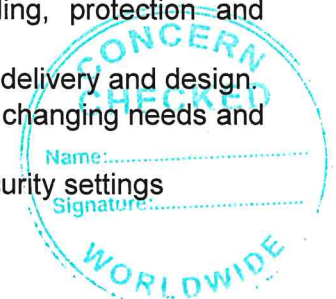 ling, protection and
CONCERN
delivery and design.
CHECKED
changing needs and
Name:
urity settings
Signature:
WORLDWIDE